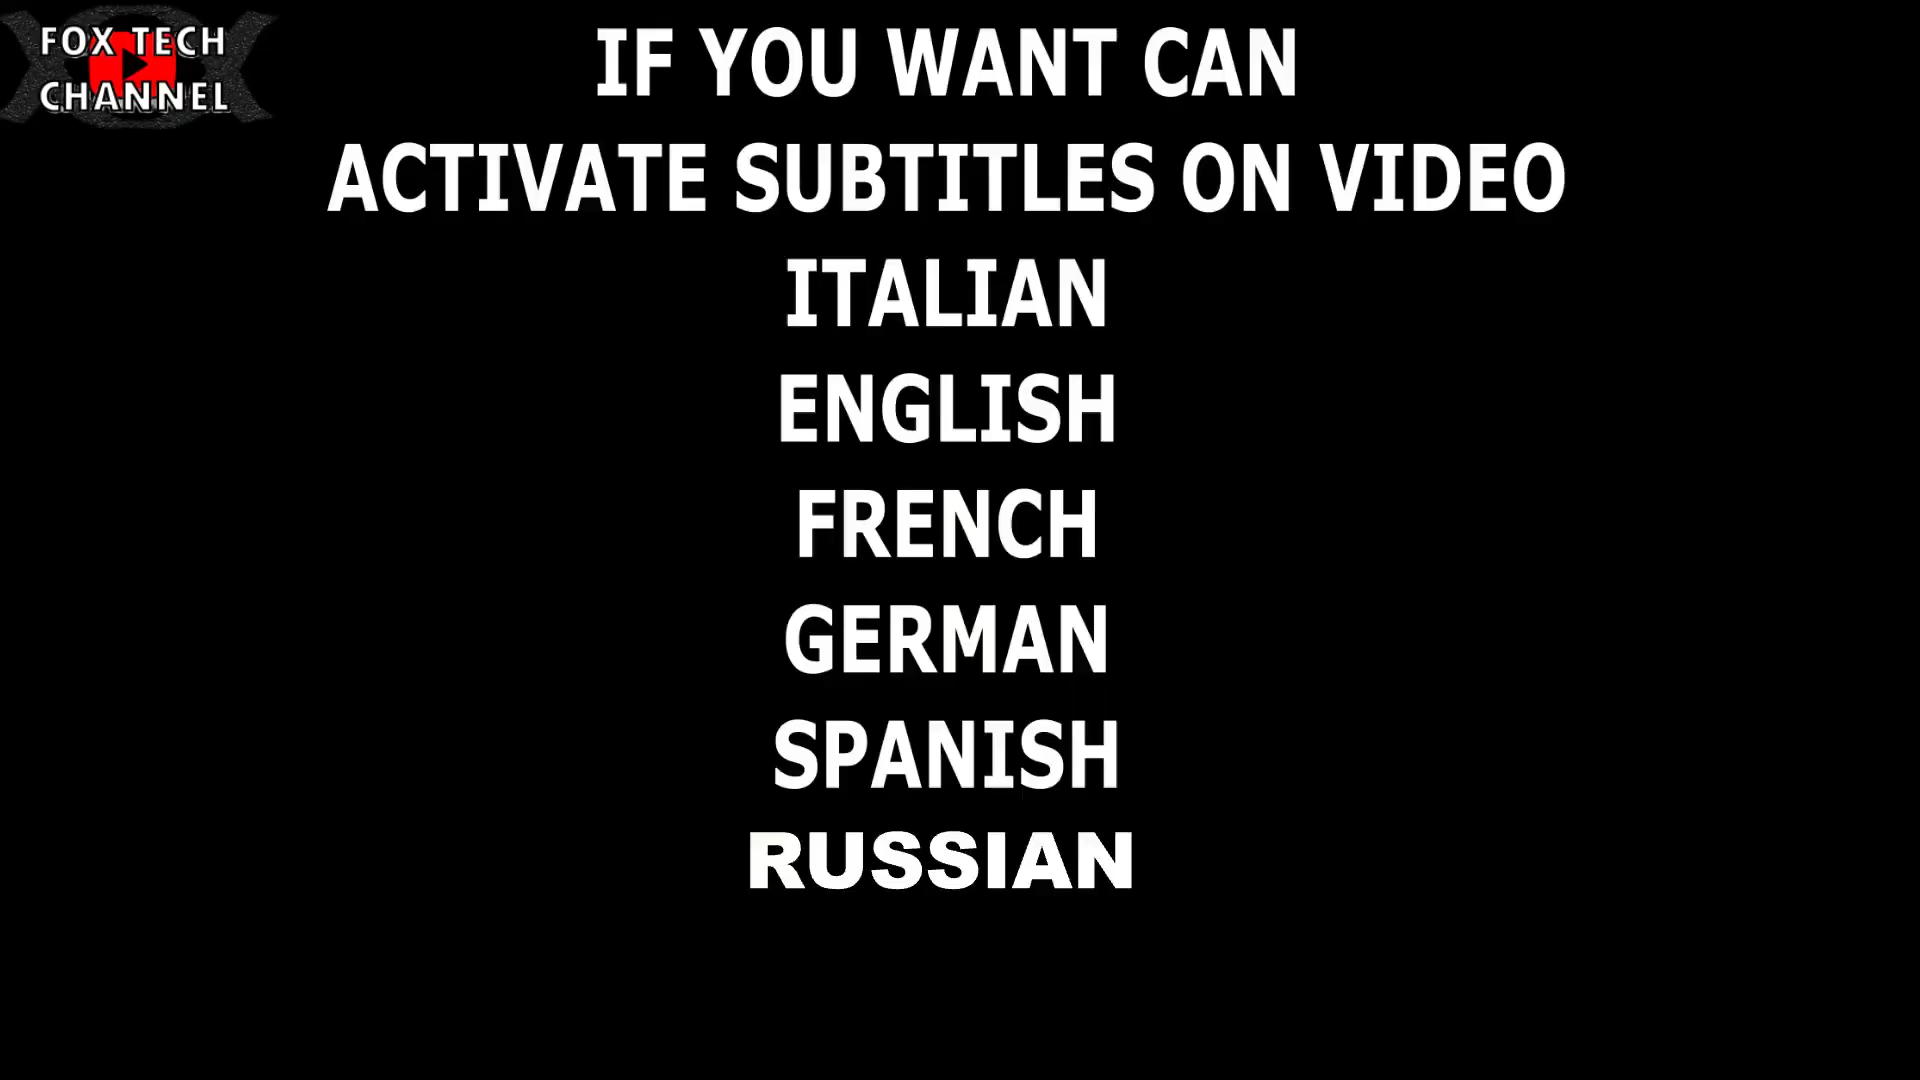 FOX TECH
CHANNEL
IF YOU WANT CAN
ACTIVATE SUBTITLES ON VIDEO
ITALIAN
ENGLISH
FRENCH
GERMAN
SPANISH
RUSSIAN